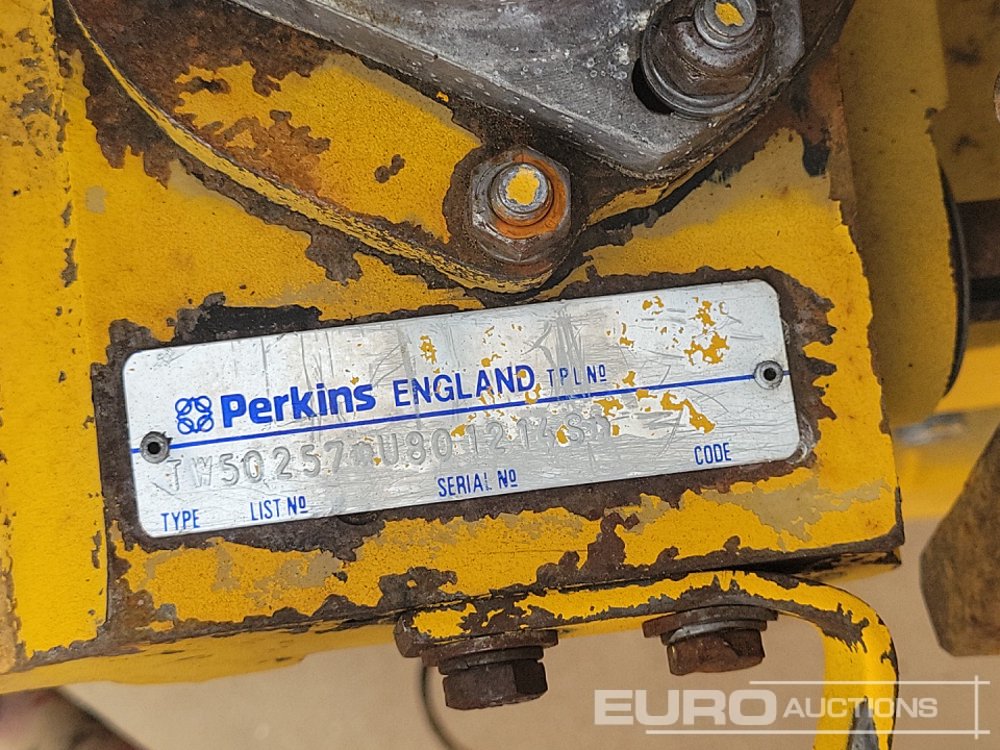 Perkins ENGLAND TPL Nº
TW50257*U801214S*
TYPE LIST Nº SERIAL Nº CODE
EURO AUCTIONS